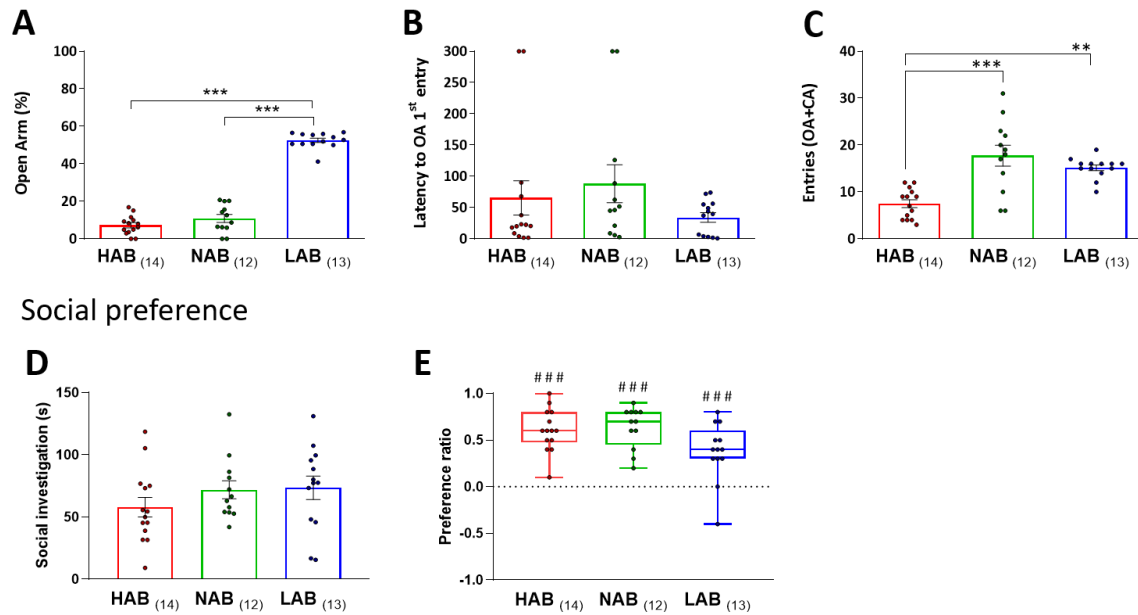 A
Open Arm (%)
100
80
60
40
20
0
***
***
HAB (14)
NAB (12)
LAB (13)
B
Latency to OA 1st entry
300
250
200
150
100
50
0
HAB (14)
NAB (12)
LAB (13)
C
Entries (OA+CA)
40
30
20
10
0
**
***
HAB (14)
NAB (12)
LAB (13)
Social preference
D
Social investigation (s)
150
100
50
0
HAB (14)
NAB (12)
LAB (13)
E
Preference ratio
1.0
0.5
0.0
-0.5
-1.0
###
###
###
HAB (14)
NAB (12)
LAB (13)